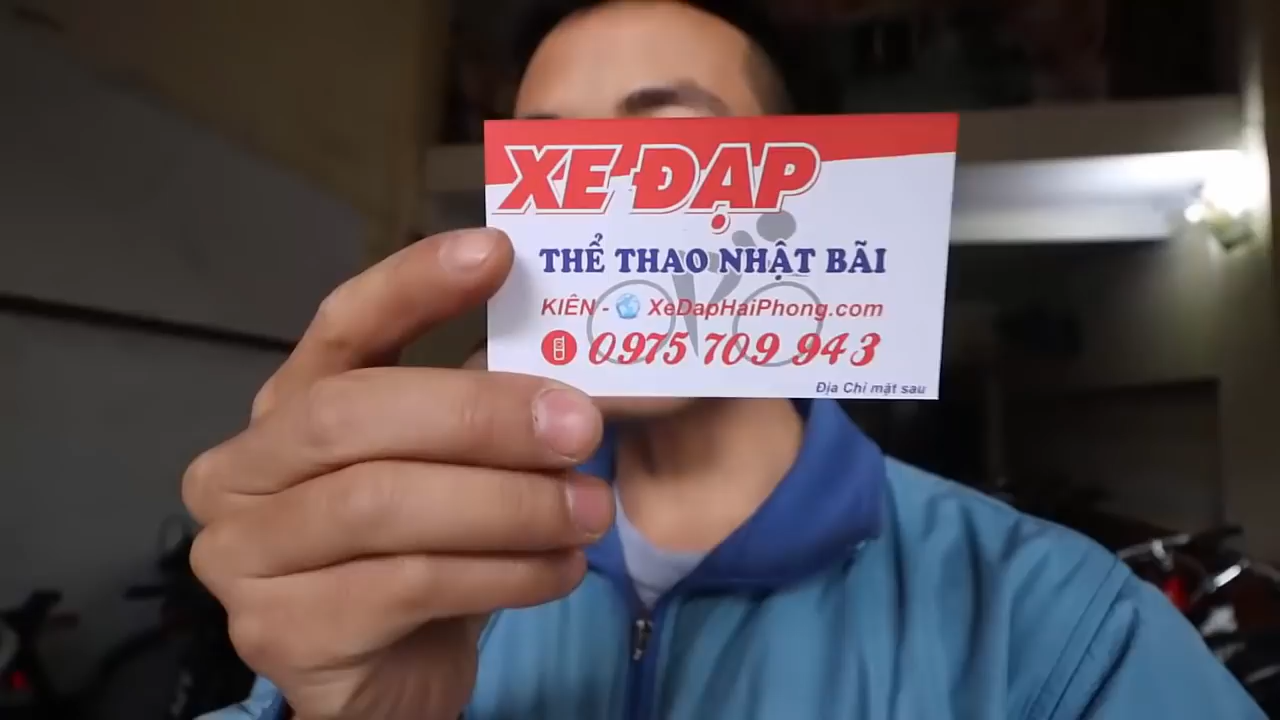 XE ĐẠP
THỂ THAO NHẬT BÃI
KIÊN - XeDapHaiPhong.com
0975 709 943
Địa Chỉ mặt sau